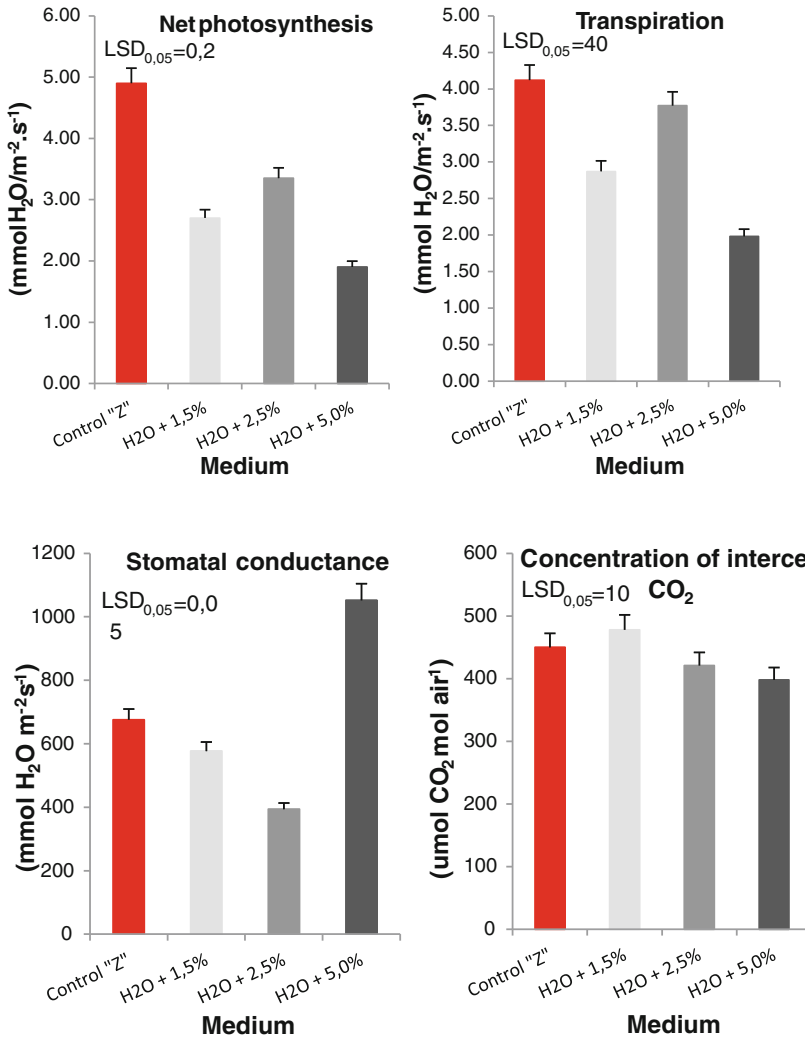 Net photosynthesis
LSD0,05=0,2
6.00
5.00
4.00
3.00
2.00
1.00
0.00
(mmolH2O/m-2.s-1)
Control "Z"
H2O + 1,5%
H2O + 2,5%
H2O + 5,0%
Medium
Transpiration
LSD0,05=40
5.00
4.50
4.00
3.50
3.00
2.50
2.00
1.50
1.00
0.50
0.00
(mmol H2O/m-2.s-1)
Control "Z"
H2O + 1,5%
H2O + 2,5%
H2O + 5,0%
Medium
Stomatal conductance
LSD0,05=0,0
5
1200
1000
800
600
400
200
0
(mmol H2O m-2s-1)
Control "Z"
H2O + 1,5%
H2O + 2,5%
H2O + 5,0%
Medium
Concentration of interce
CO2
LSD0,05=10
600
500
400
300
200
100
0
(umol CO2 mol air1)
Control "Z"
H2O + 1,5%
H2O + 2,5%
H2O + 5,0%
Medium